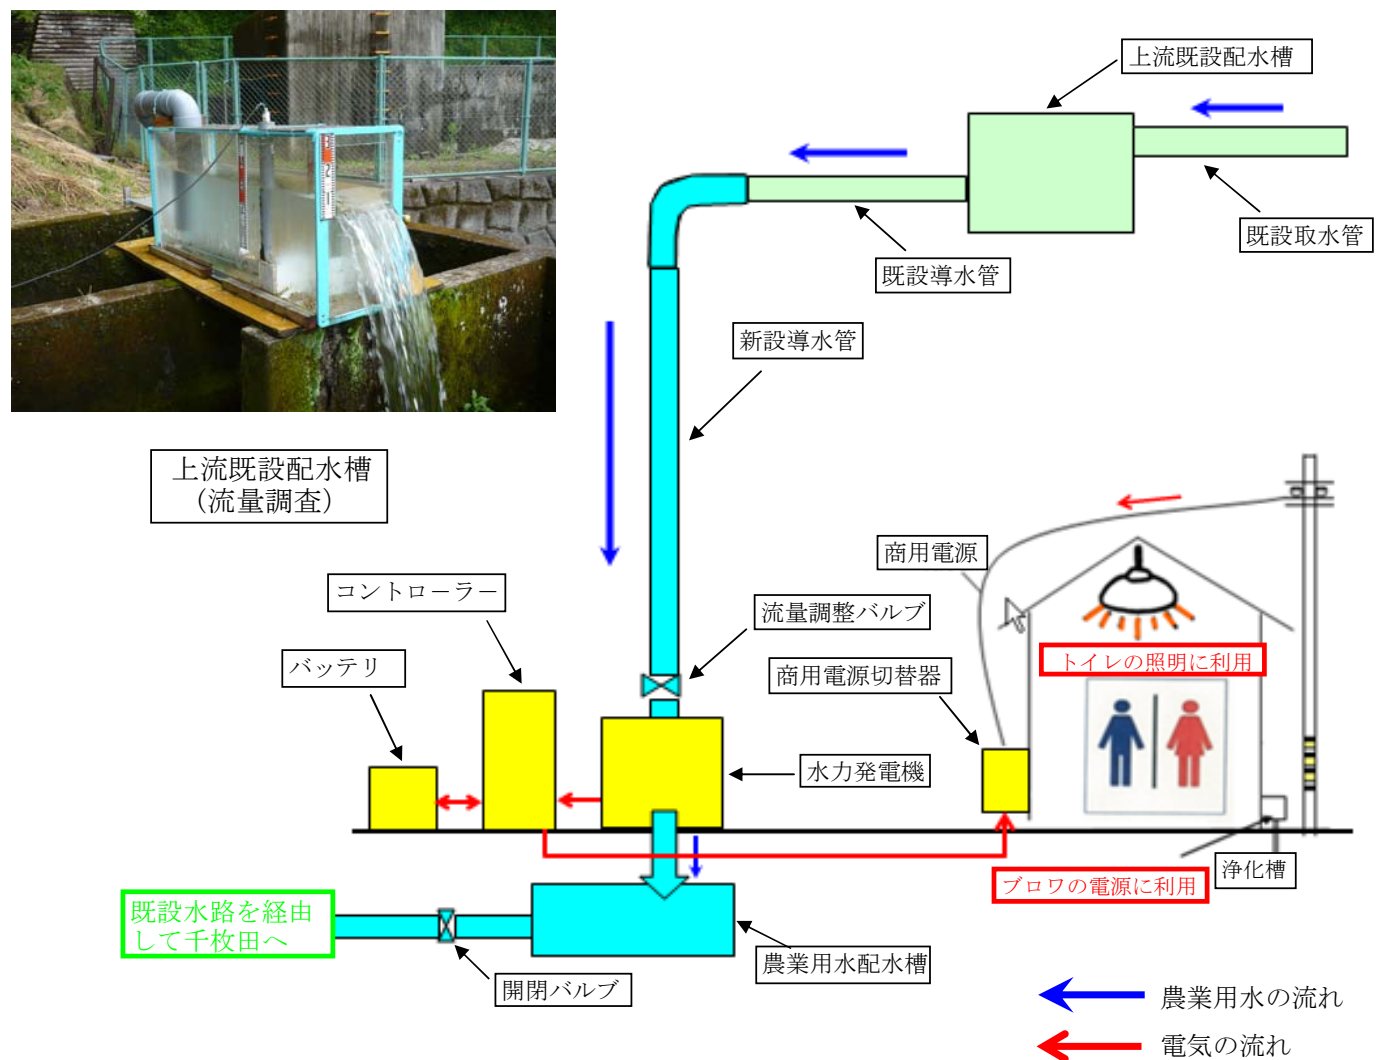 上流既設配水槽
既設取水管
既設導水管
新設導水管
上流既設配水槽
（流量調査）
商用電源
コントローラー
流量調整バルブ
バッテリ
トイレの照明に利用
商用電源切替器
水力発電機
浄化槽
ブロワの電源に利用
既設水路を経由
して千枚田へ
農業用水配水槽
開閉バルブ
農業用水の流れ
電気の流れ